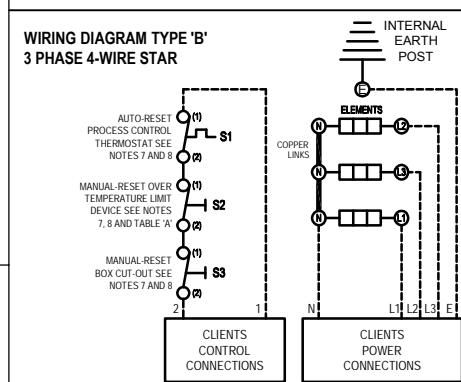 WIRING DIAGRAM TYPE 'B'
3 PHASE 4-WIRE STAR
INTERNAL
EARTH
POST
E
ELEMENTS
AUTO-RESET
PROCESS CONTROL
THERMOSTAT SEE
NOTES 7 AND 8
(1)
S1
(2)
MANUAL-RESET OVER
TEMPERATURE LIMIT
DEVICE SEE NOTES
7, 8 AND TABLE 'A'
(1)
S2
(2)
MANUAL-RESET
BOX CUT-OUT SEE
NOTES 7 AND 8
(1)
S3
(2)
COPPER
LINKS
N L2
N L3
N L1
2 1
N L1 L2 L3 E
CLIENTS
CONTROL
CONNECTIONS
CLIENTS
POWER
CONNECTIONS